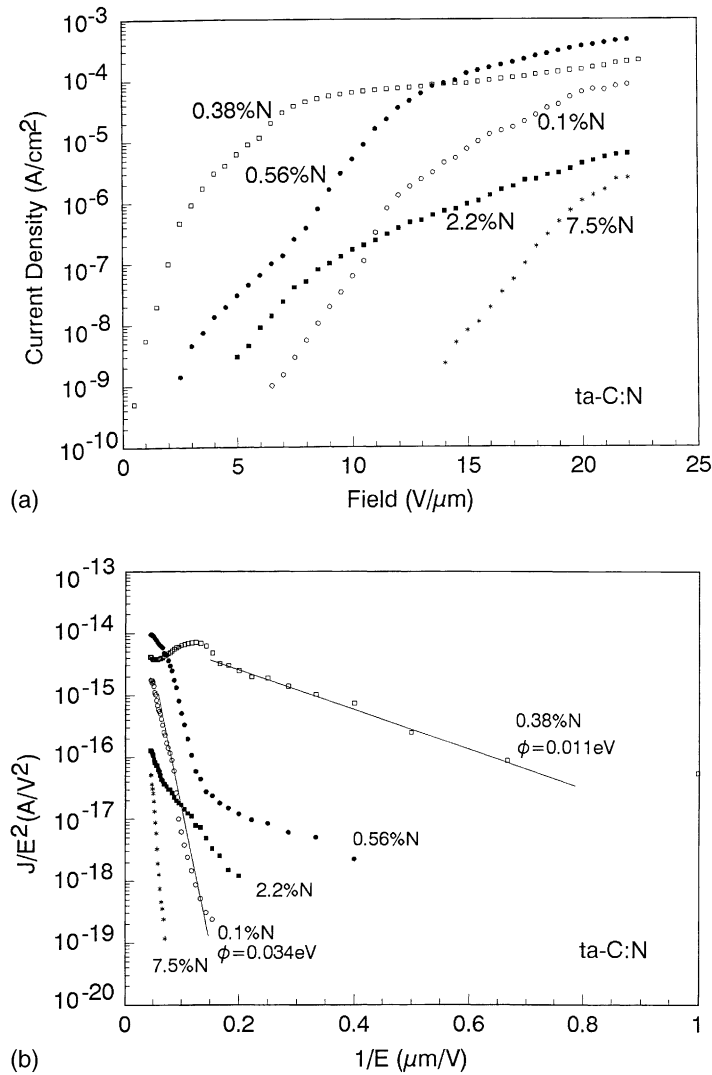 10-3
10-4
10-5
10-6
10-7
10-8
10-9
10-10
Current Density (A/cm2)
0.38%N
0.56%N
0.1%N
2.2%N
7.5%N
ta-C:N
0 5 10 15 20 25
Field (V/μm)
(a)
10-13
10-14
10-15
10-16
10-17
10-18
10-19
10-20
J/E2(A/V2)
0.38%N
ϕ=0.011eV
0.56%N
2.2%N
0.1%N
ϕ=0.034eV
7.5%N
ta-C:N
0 0.2 0.4 0.6 0.8 1
1/E (μm/V)
(b)